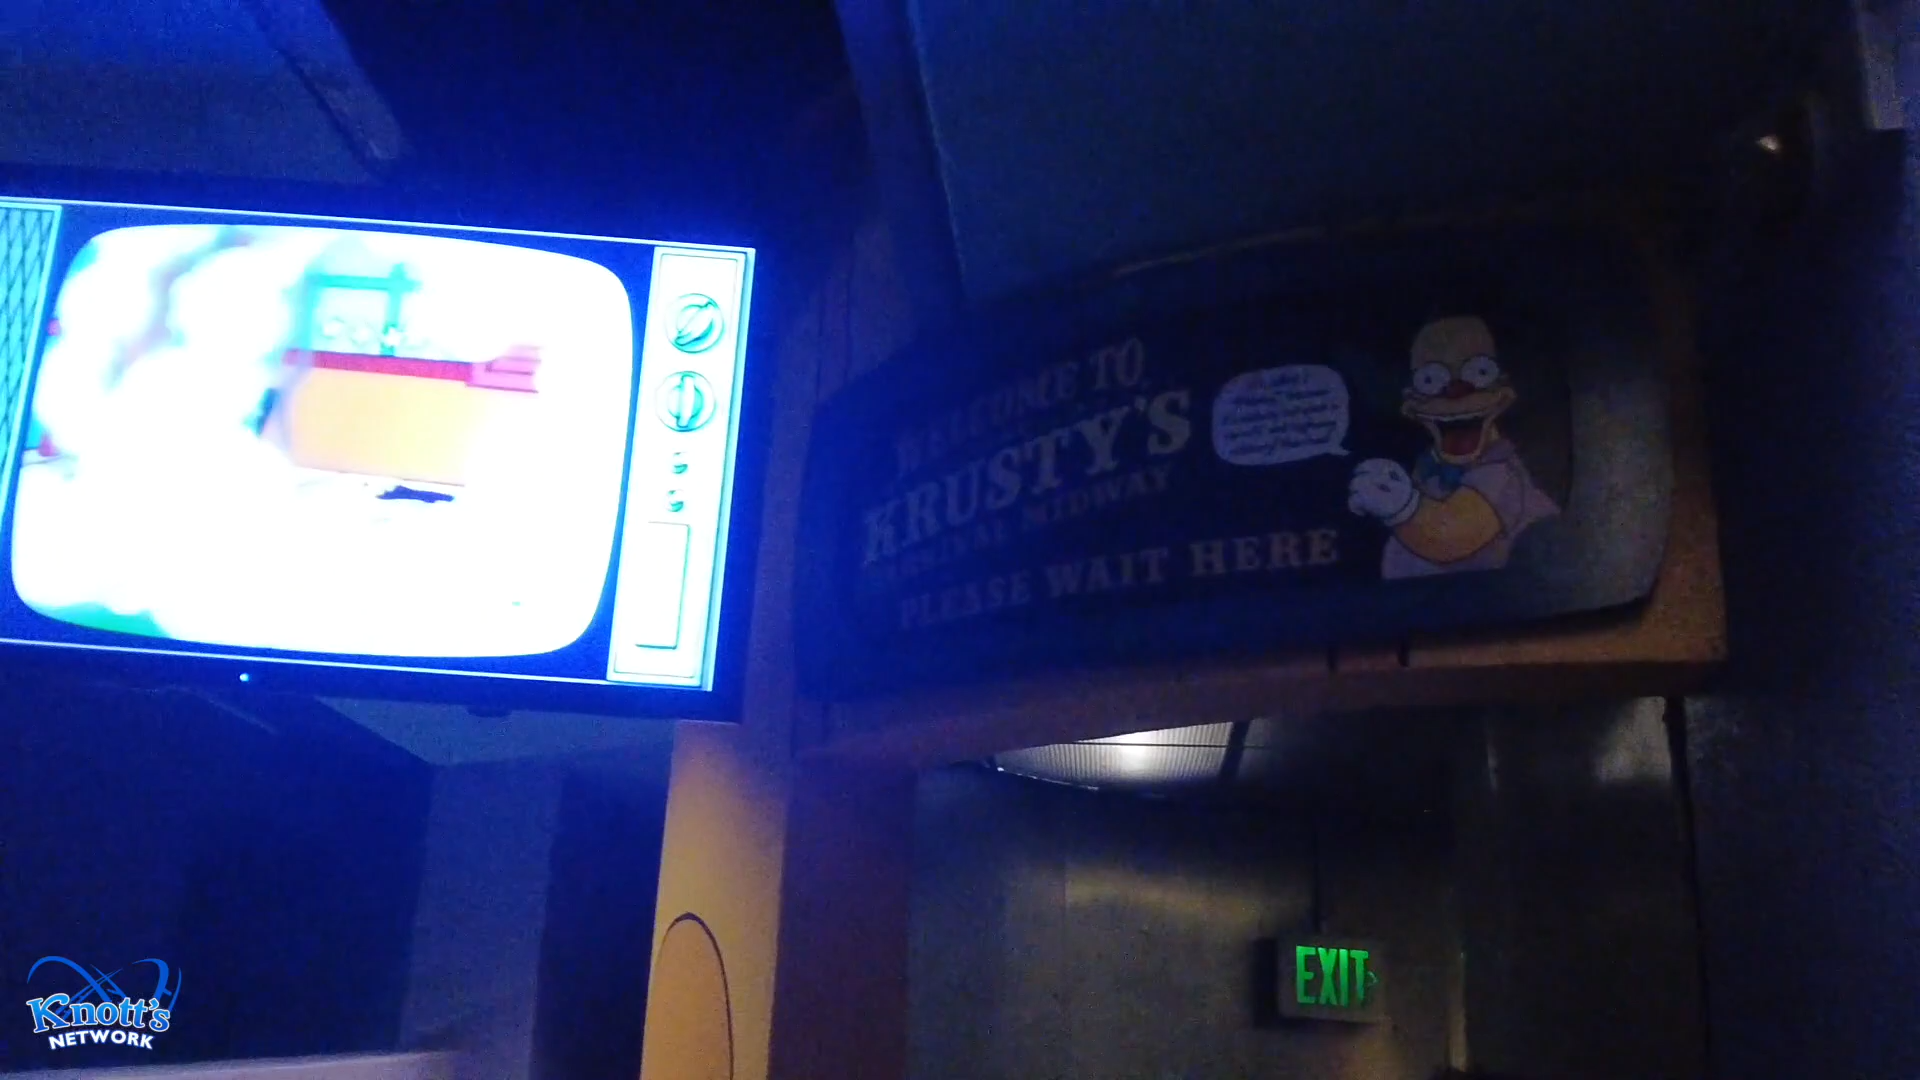 WELCOME TO
KRUSTY'S
CARNIVAL MIDWAY
PLEASE WAIT HERE
EXIT
Knott's
NETWORK